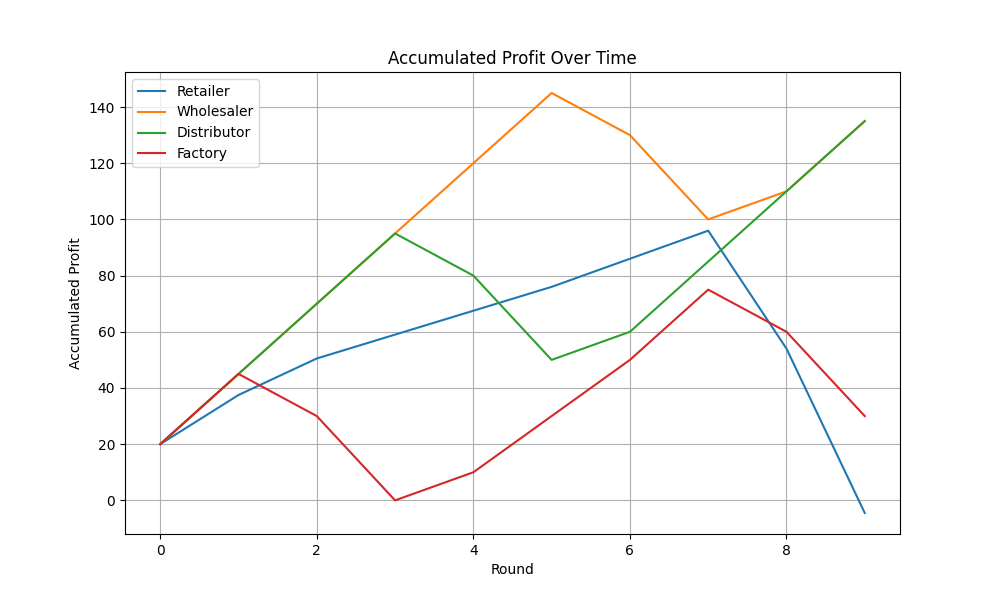 Accumulated Profit Over Time
Retailer
Wholesaler
Distributor
Factory
Accumulated Profit
140
120
100
80
60
40
20
0
0 2 4 6 8
Round